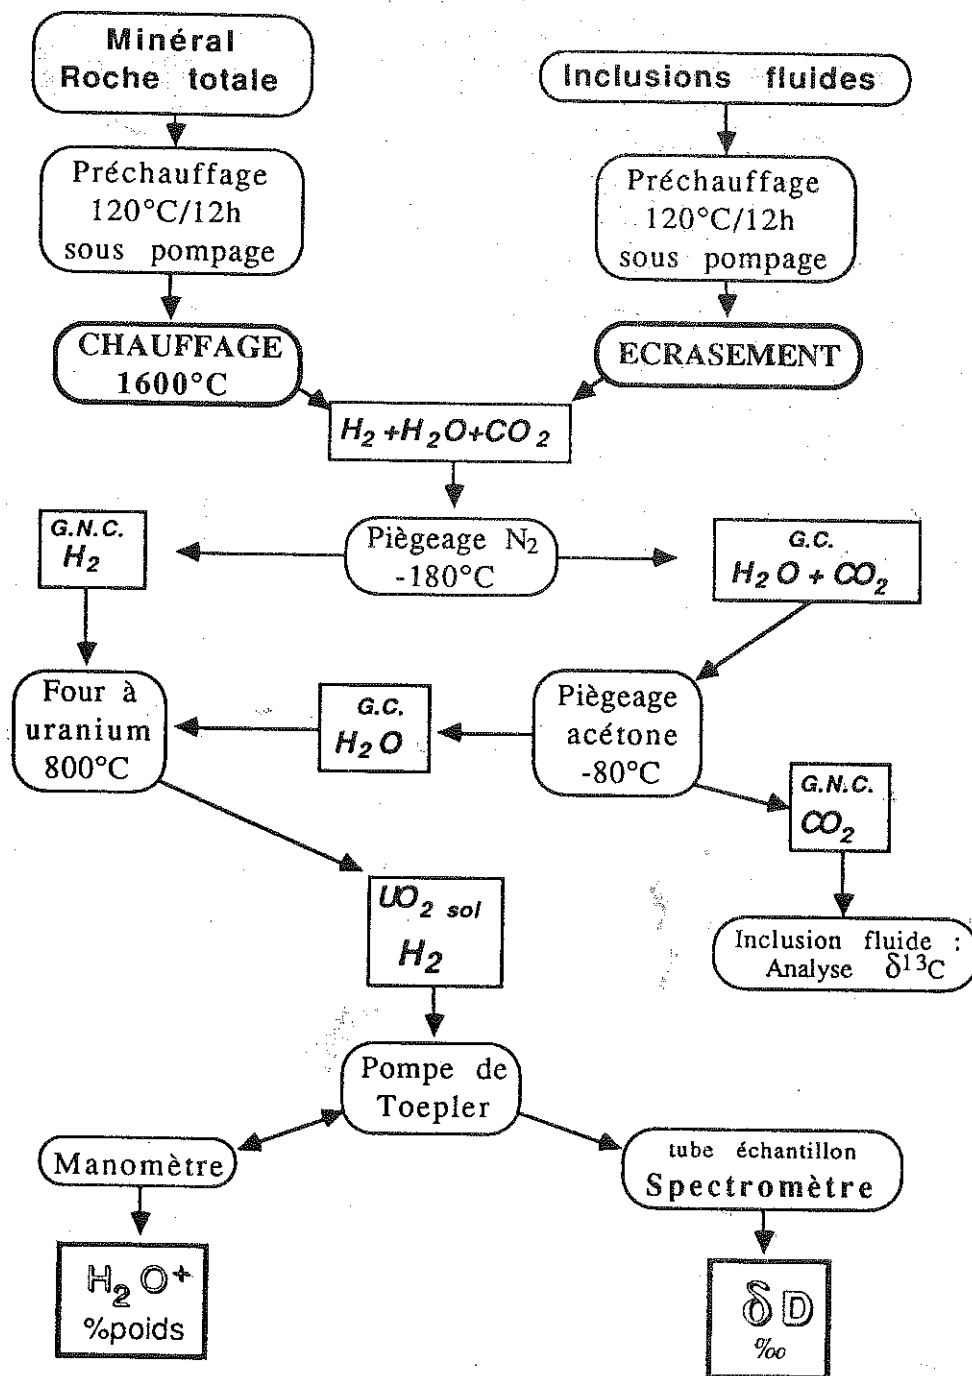 Minéral
Roche totale
Inclusions fluides
Préchauffage
120°C/12h
sous pompage
Préchauffage
120°C/12h
sous pompage
CHAUFFAGE
1600°C
ECRASEMENT
H2+H2O+CO2
G.N.C.
H2
Piègeage N2
-180°C
G.C.
H2O + CO2
Four à
uranium
800°C
G.C.
H2O
Piègeage
acétone
-80°C
G.N.C.
CO2
UO2 sol
H2
Inclusion fluide :
Analyse δ13C
Pompe de
Toepler
Manomètre
tube échantillon
Spectromètre
H2O+
%poids
δD
‰